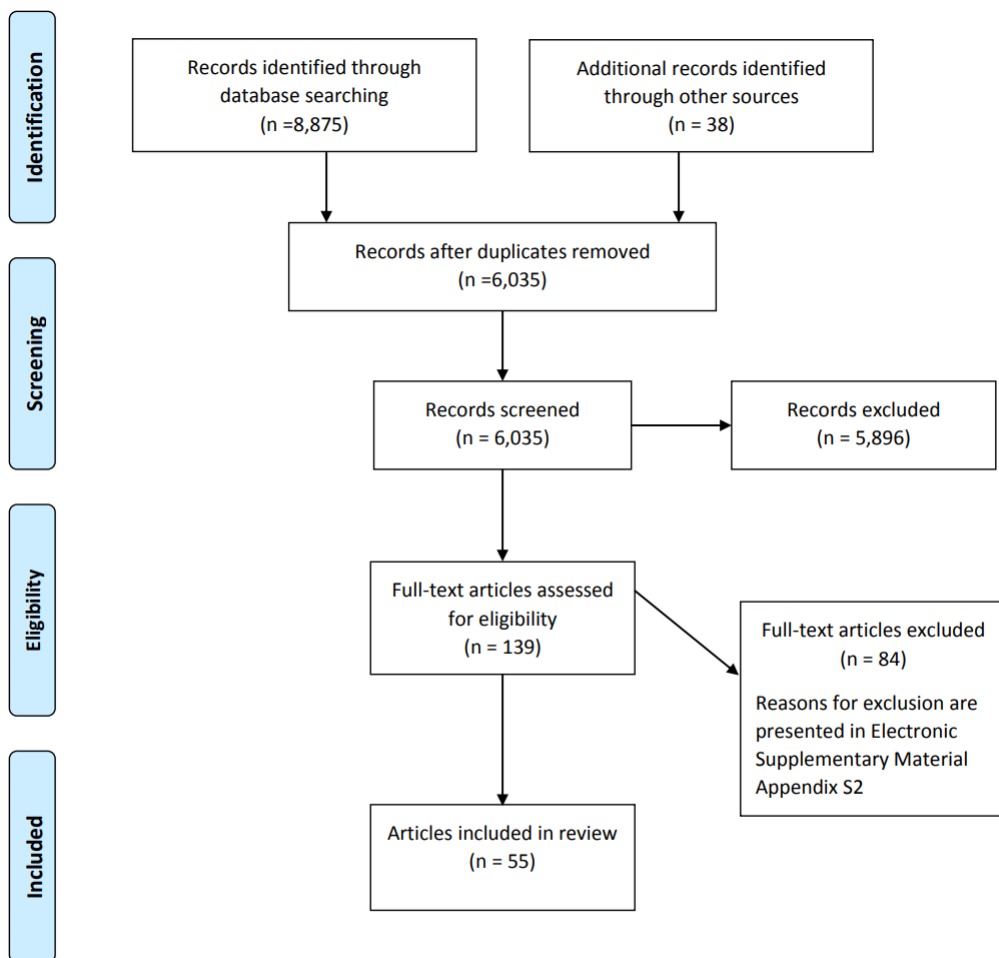 Identification
Records identified through
database searching
(n =8,875)
Additional records identified
through other sources
(n = 38)
Records after duplicates removed
(n =6,035)
Screening
Records screened
(n = 6,035)
Records excluded
(n = 5,896)
Eligibility
Full-text articles assessed
for eligibility
(n = 139)
Full-text articles excluded
(n = 84)
Reasons for exclusion are
presented in Electronic
Supplementary Material
Appendix S2
Included
Articles included in review
(n = 55)